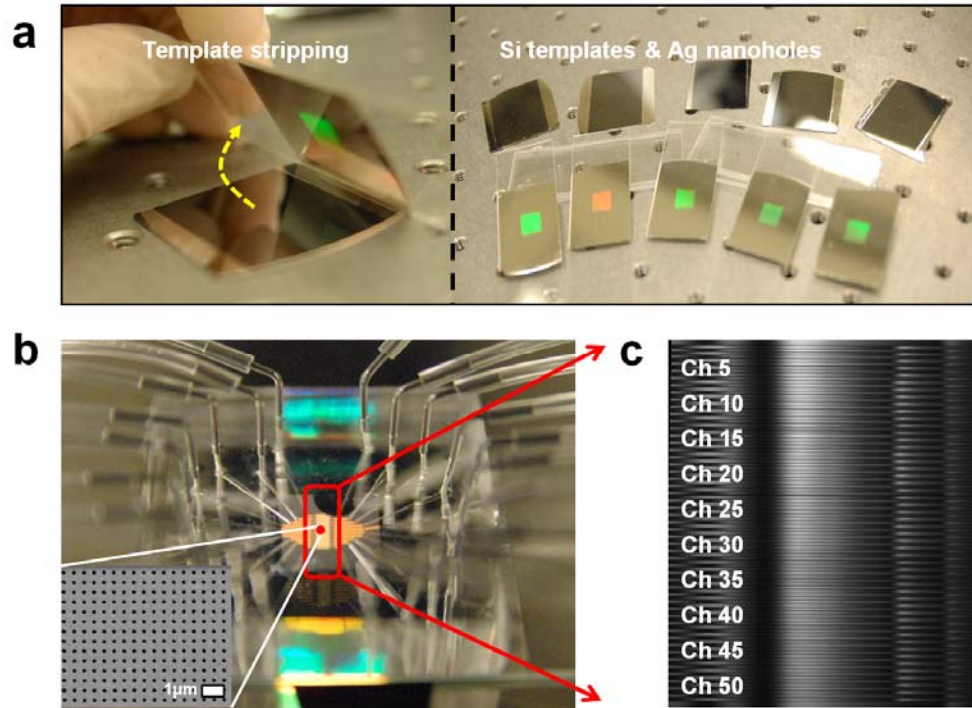 a
Template stripping
Si templates & Ag nanoholes
b
1µm
c
Ch 5
Ch 10
Ch 15
Ch 20
Ch 25
Ch 30
Ch 35
Ch 40
Ch 45
Ch 50